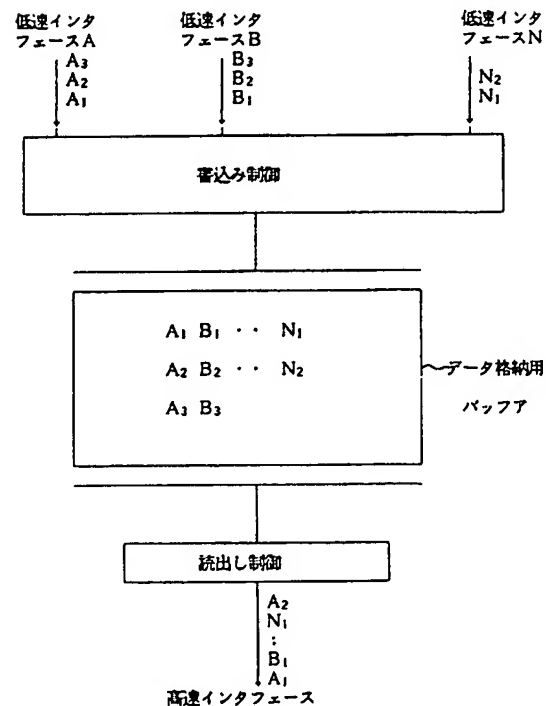 低速インタ
フェースA
A₃
A₂
A₁
低速インタ
フェースB
B₃
B₂
B₁
低速インタ
フェースN
N₂
N₁
書込み制御
A₁ B₁ ・・ N₁
A₂ B₂ ・・ N₂
A₃ B₃
データ格納用
バッフア
読出し制御
A₂
N₁
:
B₁
A₁
高速インタフェース